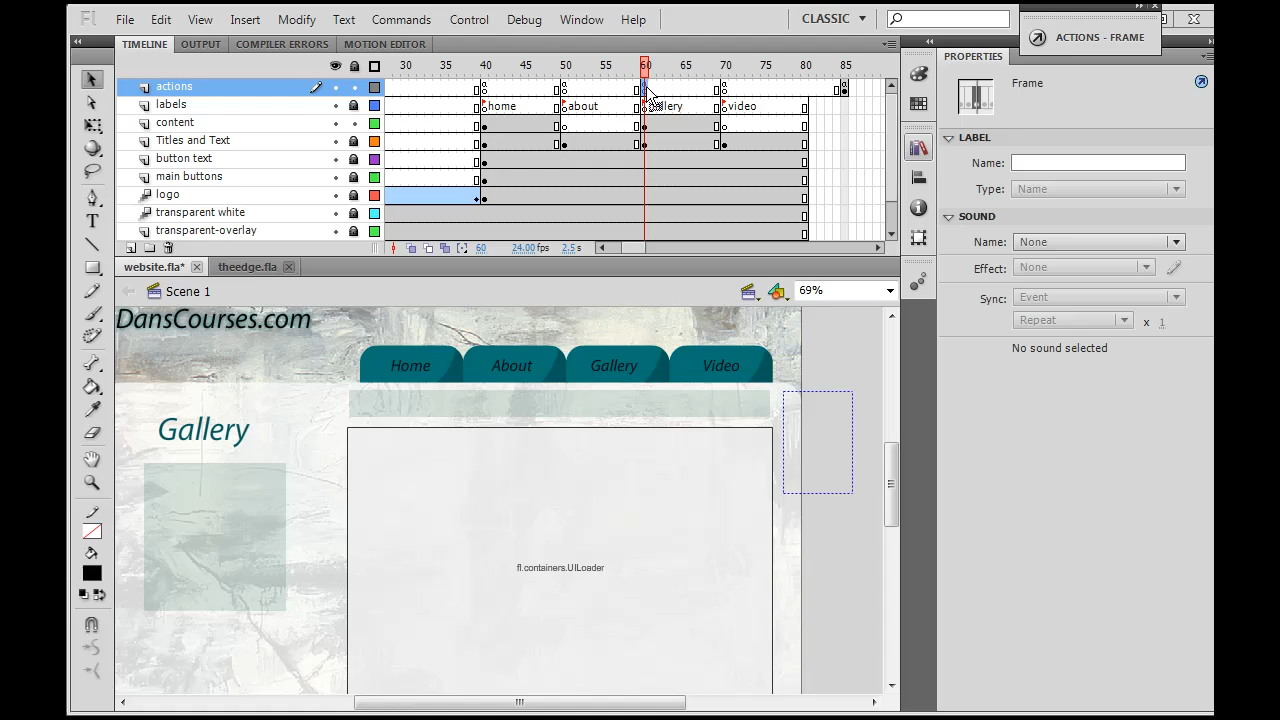 Fl File Edit View Insert Modify Text Commands Control Debug Window Help CLASSIC
ACTIONS - FRAME
TIMELINE OUTPUT COMPILER ERRORS MOTION EDITOR
PROPERTIES
30 35 40 45 50 55 60 65 70 75 80 85
Frame
actions
labels home about video
content
LABEL
Titles and Text
button text
Name:
main buttons
Type: Name
logo
transparent white
SOUND
transparent-overlay
Name: None
60 24.00 fps 2.5 s
Effect: None
website.fla* theedge.fla
Scene 1 69%
Sync: Event
Repeat x 1
DansCourses.com
No sound selected
Home About Gallery Video
Gallery
fl.containers.UILoader